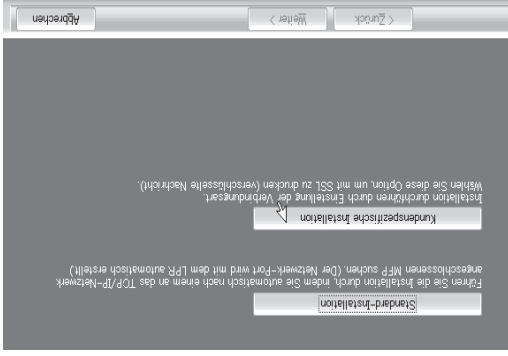 Standard-Installation
Führen Sie die Installation durch, indem Sie automatisch nach einem an das TCP/IP-Netzwerk
angeschlossenen MFP suchen. (Der Netzwerk-Port wird mit dem LPR automatisch erstellt.)
Kundenspezifische Installation
Installation durchführen durch Einstellung der Verbindungsart.
Wählen Sie diese Option, um mit SSL zu drucken (verschlüsselte Nachricht).
< Zurück
Weiter >
Abbrechen